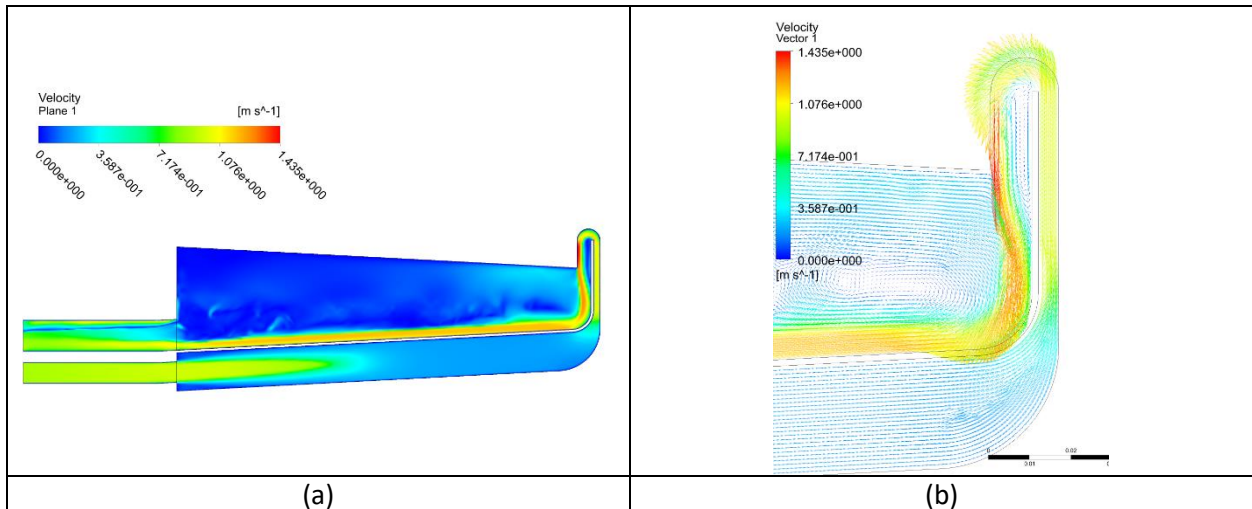 Velocity
Plane 1
[m s^-1]
0.000e+000
3.587e-001
7.174e-001
1.076e+000
1.435e+000
(a)
Velocity
Vector 1
1.435e+000
1.076e+000
7.174e-001
3.587e-001
0.000e+000
[m s^-1]
0
0.02
0.01
(b)